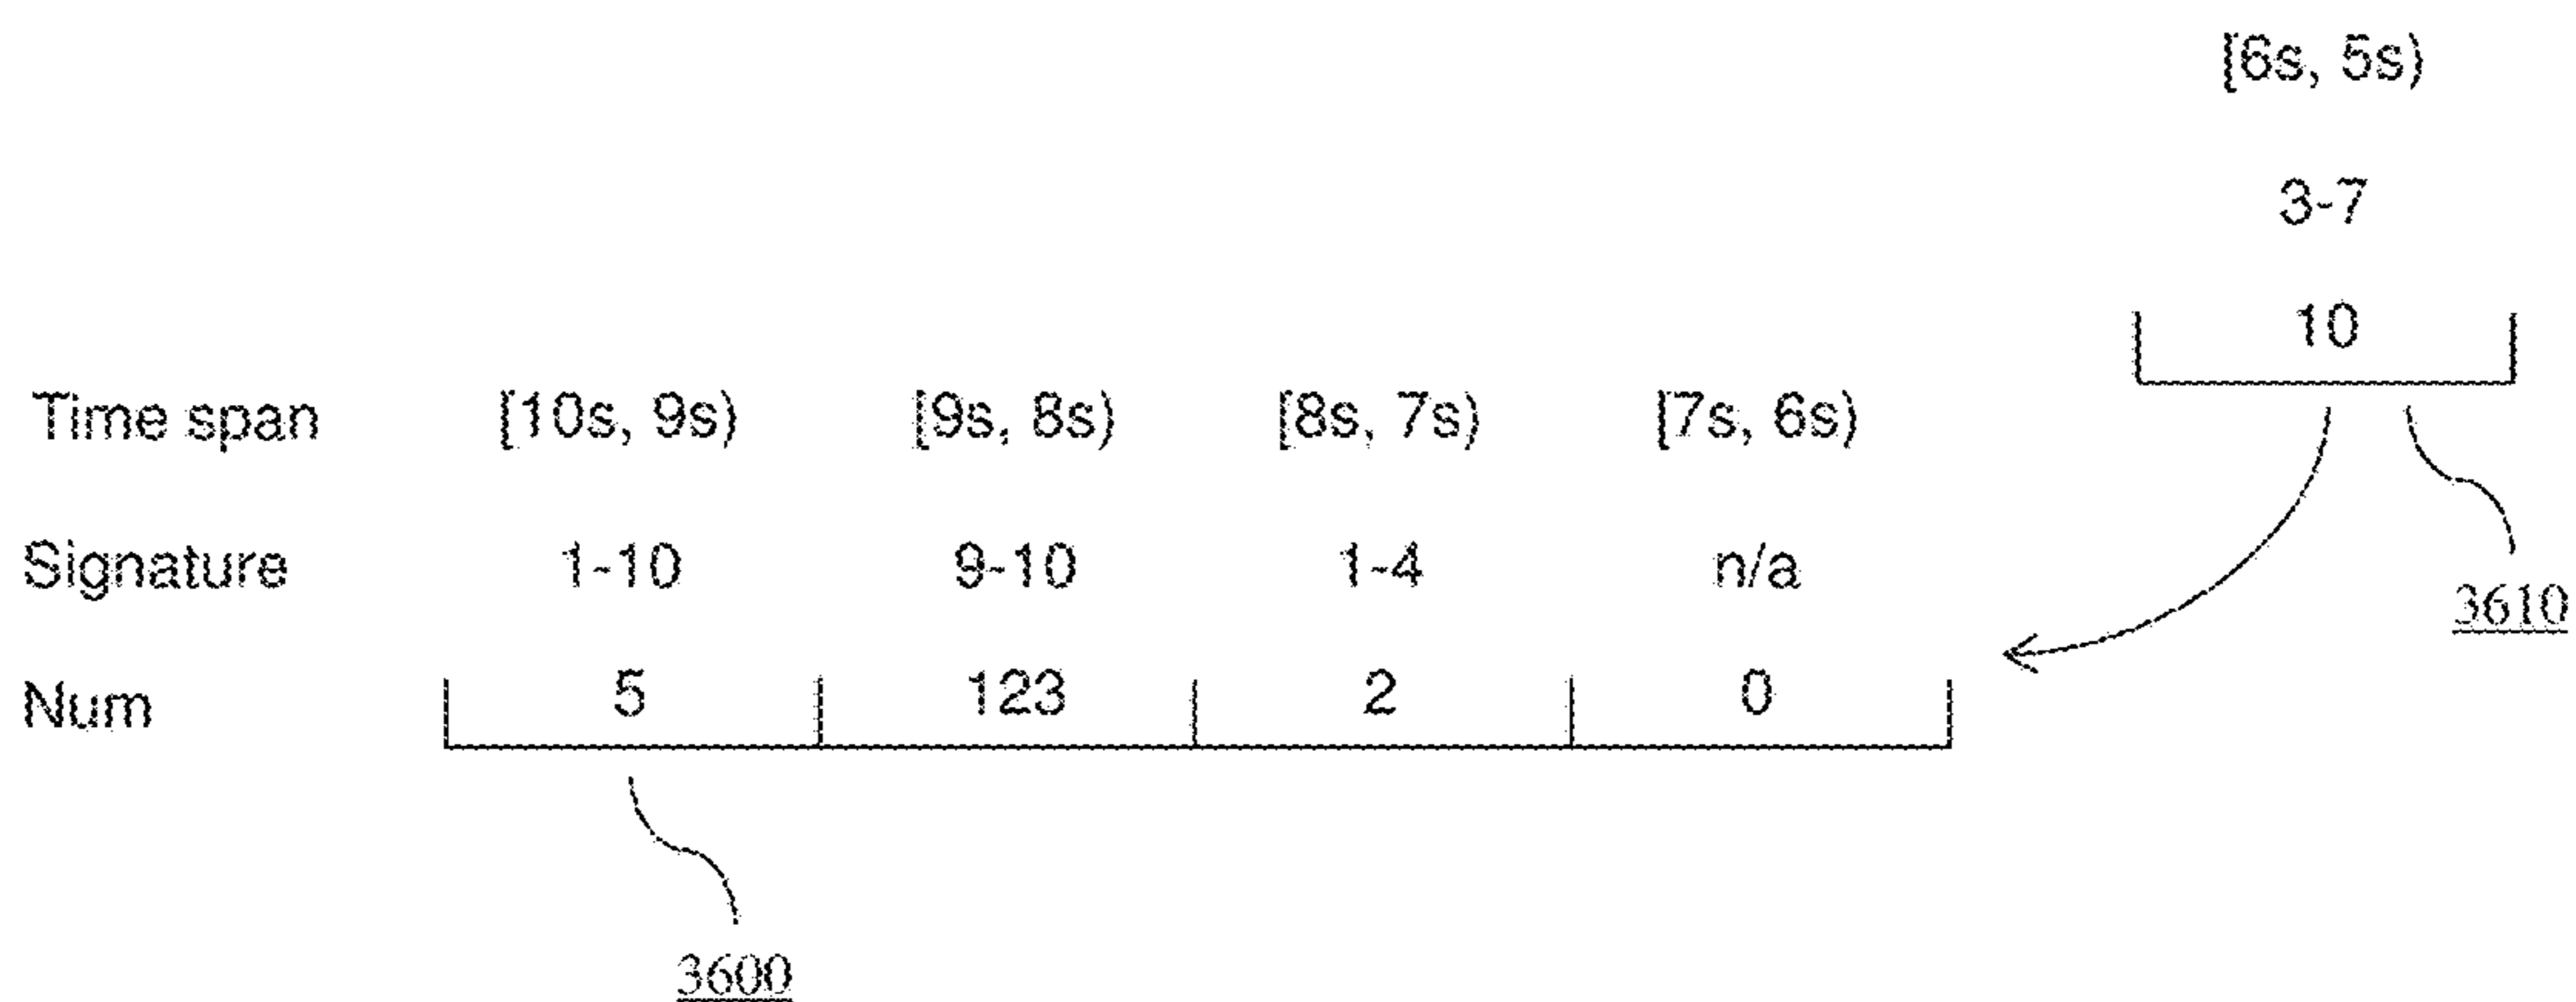 [6s, 5s)
3-7
10
Time span [10s, 9s) [9s, 8s) [8s, 7s) [7s, 6s)
Signature 1-10 9-10 1-4 n/a
3610
Num 5 123 2 0
3600